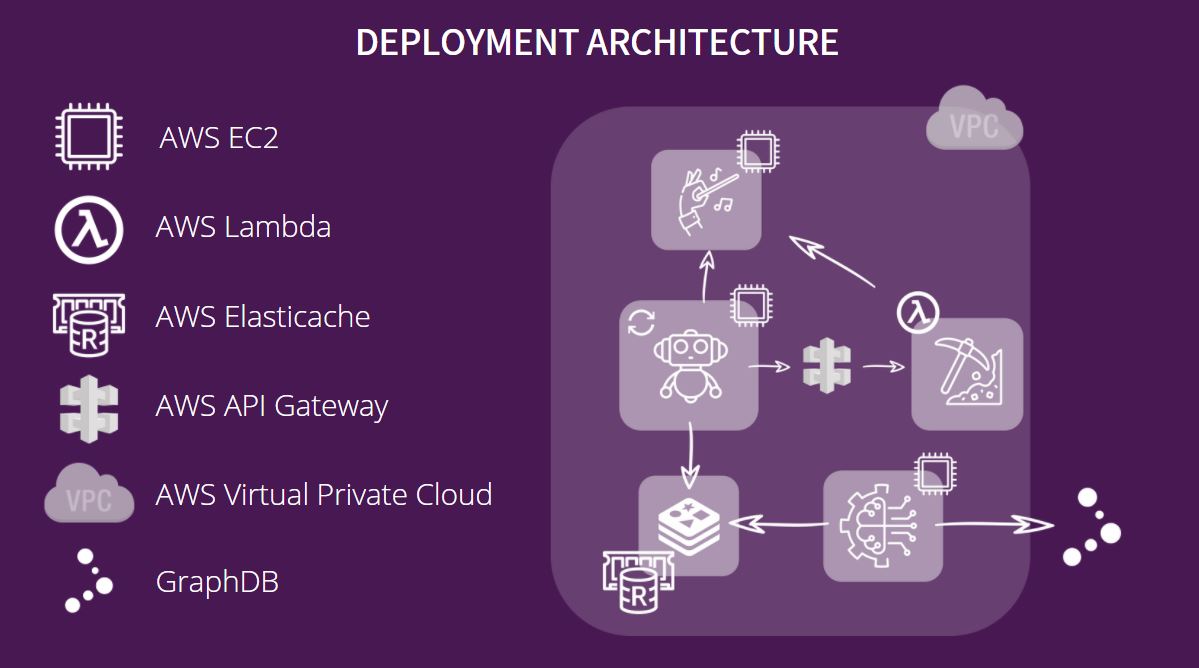 DEPLOYMENT ARCHITECTURE
AWS EC2
AWS Lambda
R
AWS Elasticache
AWS API Gateway
VPC
AWS Virtual Private Cloud
GraphDB
VPC
R